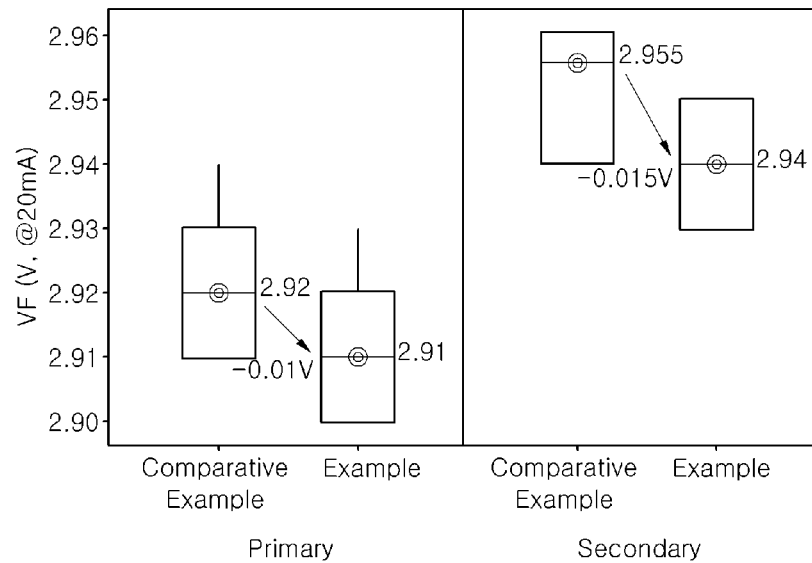 VF (V, @20mA)
2.96
2.95
2.94
2.93
2.92
2.91
2.90
2.92
-0.01V
2.91
2.955
-0.015V
2.94
Comparative
Example
Example
Comparative
Example
Example
Primary
Secondary